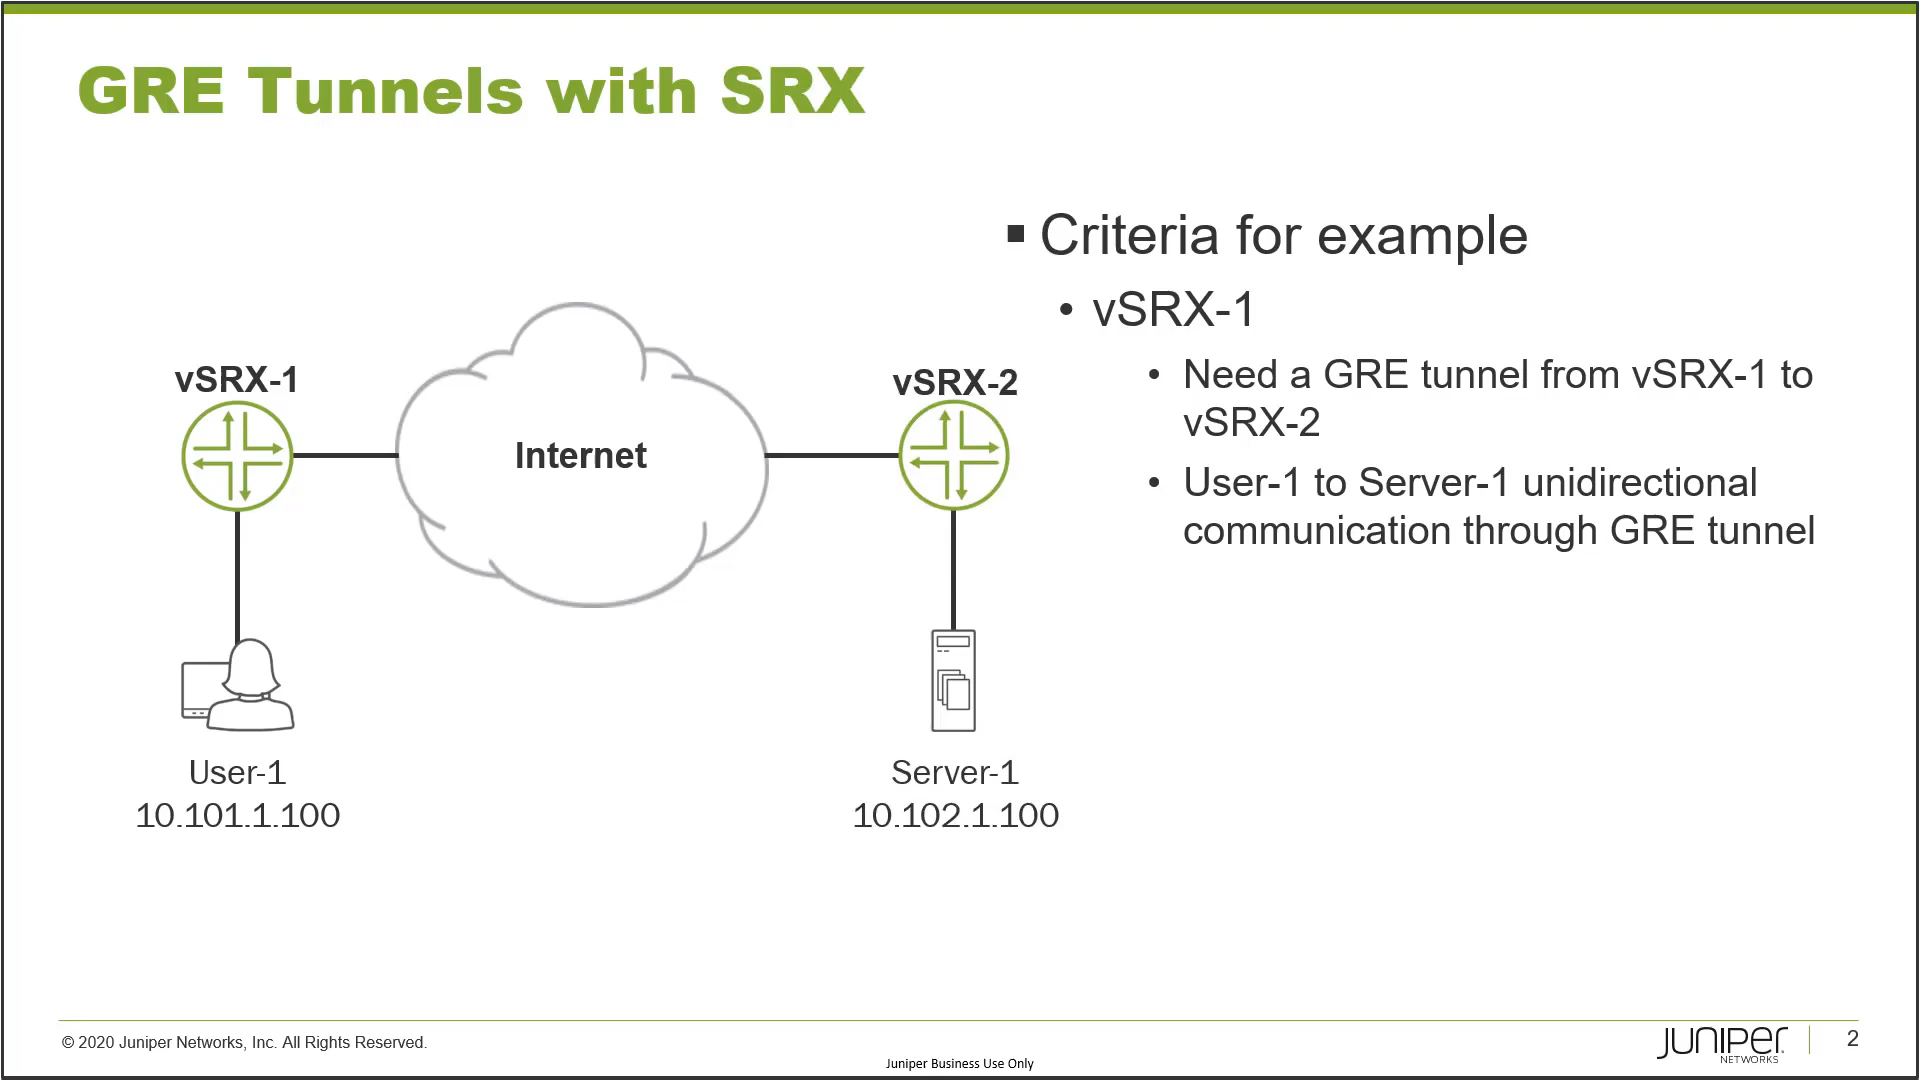 GRE Tunnels with SRX
▪ Criteria for example
• vSRX-1
• Need a GRE tunnel from vSRX-1 to
vSRX-2
• User-1 to Server-1 unidirectional
communication through GRE tunnel
vSRX-1
vSRX-2
Internet
User-1
10.101.1.100
Server-1
10.102.1.100
© 2020 Juniper Networks, Inc. All Rights Reserved.
Juniper Business Use Only
JUNIPEr
NETWORKS
2